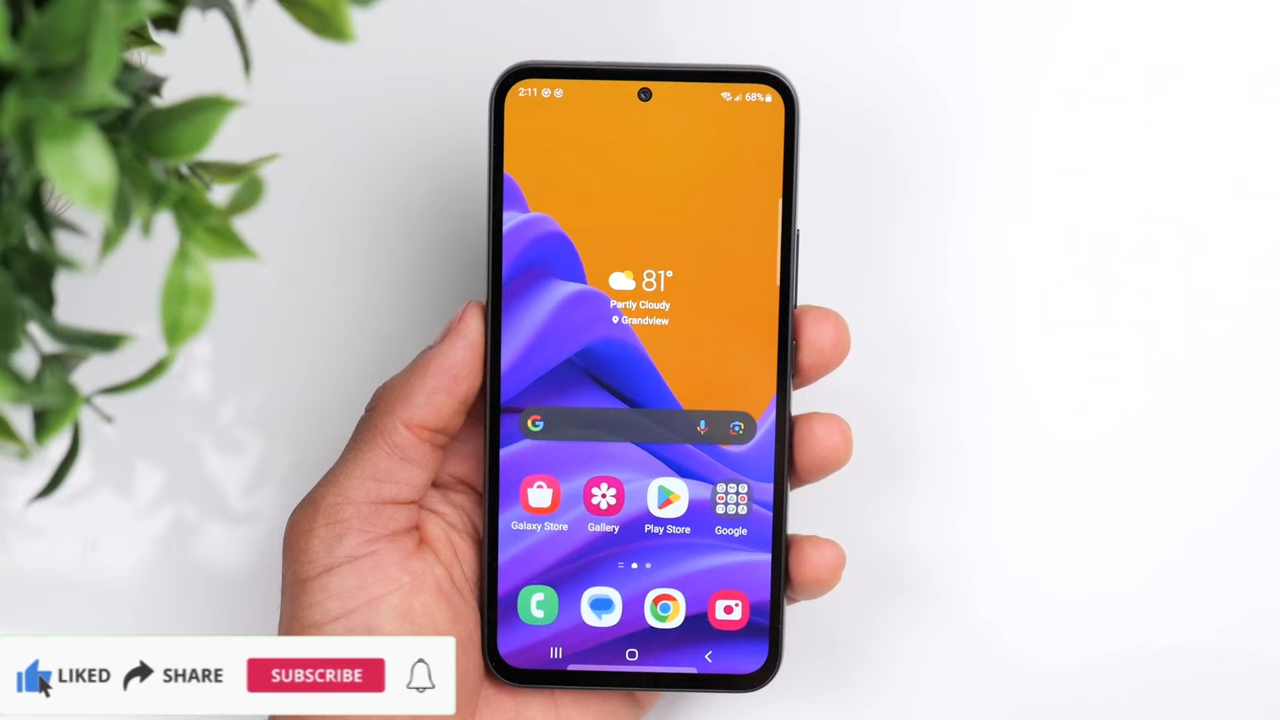 2:11
68%
81°
Partly Cloudy
Grandview
G
Galaxy Store
Gallery
Play Store
Google
LIKED
SHARE
SUBSCRIBE